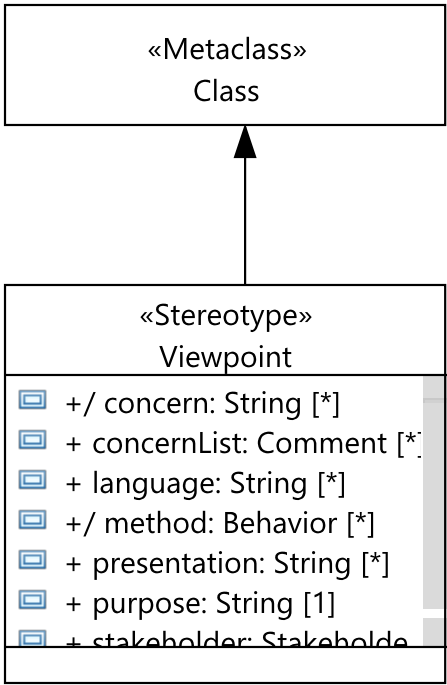 «Metaclass»
Class
«Stereotype»
Viewpoint
+/ concern: String [*]
+ concernList: Comment [*]
+ language: String [*]
+/ method: Behavior [*]
+ presentation: String [*]
+ purpose: String [1]
+ stakeholder: Stakeholde